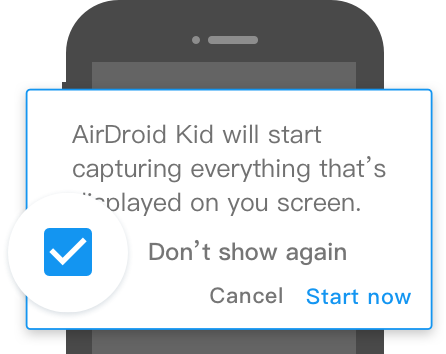 AirDroid Kid will start
capturing everything that's
displayed on you screen.
Don't show again
Cancel Start now